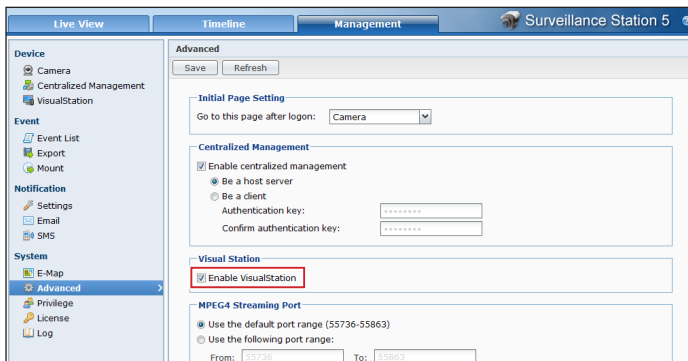 Live View
Timeline
Management
Surveillance Station 5
Device
Camera
Centralized Management
VisualStation
Event
Event List
Export
Mount
Notification
Settings
Email
SMS
System
E-Map
Advanced
Privilege
License
Log
Advanced
Save Refresh
Initial Page Setting
Go to this page after logon: Camera
Centralized Management
Enable centralized management
Be a host server
Be a client
Authentication key: ••••••••
Confirm authentication key: ••••••••
Visual Station
Enable VisualStation
MPEG4 Streaming Port
Use the default port range (55736-55863)
Use the following port range:
From: 55736 To: 55863